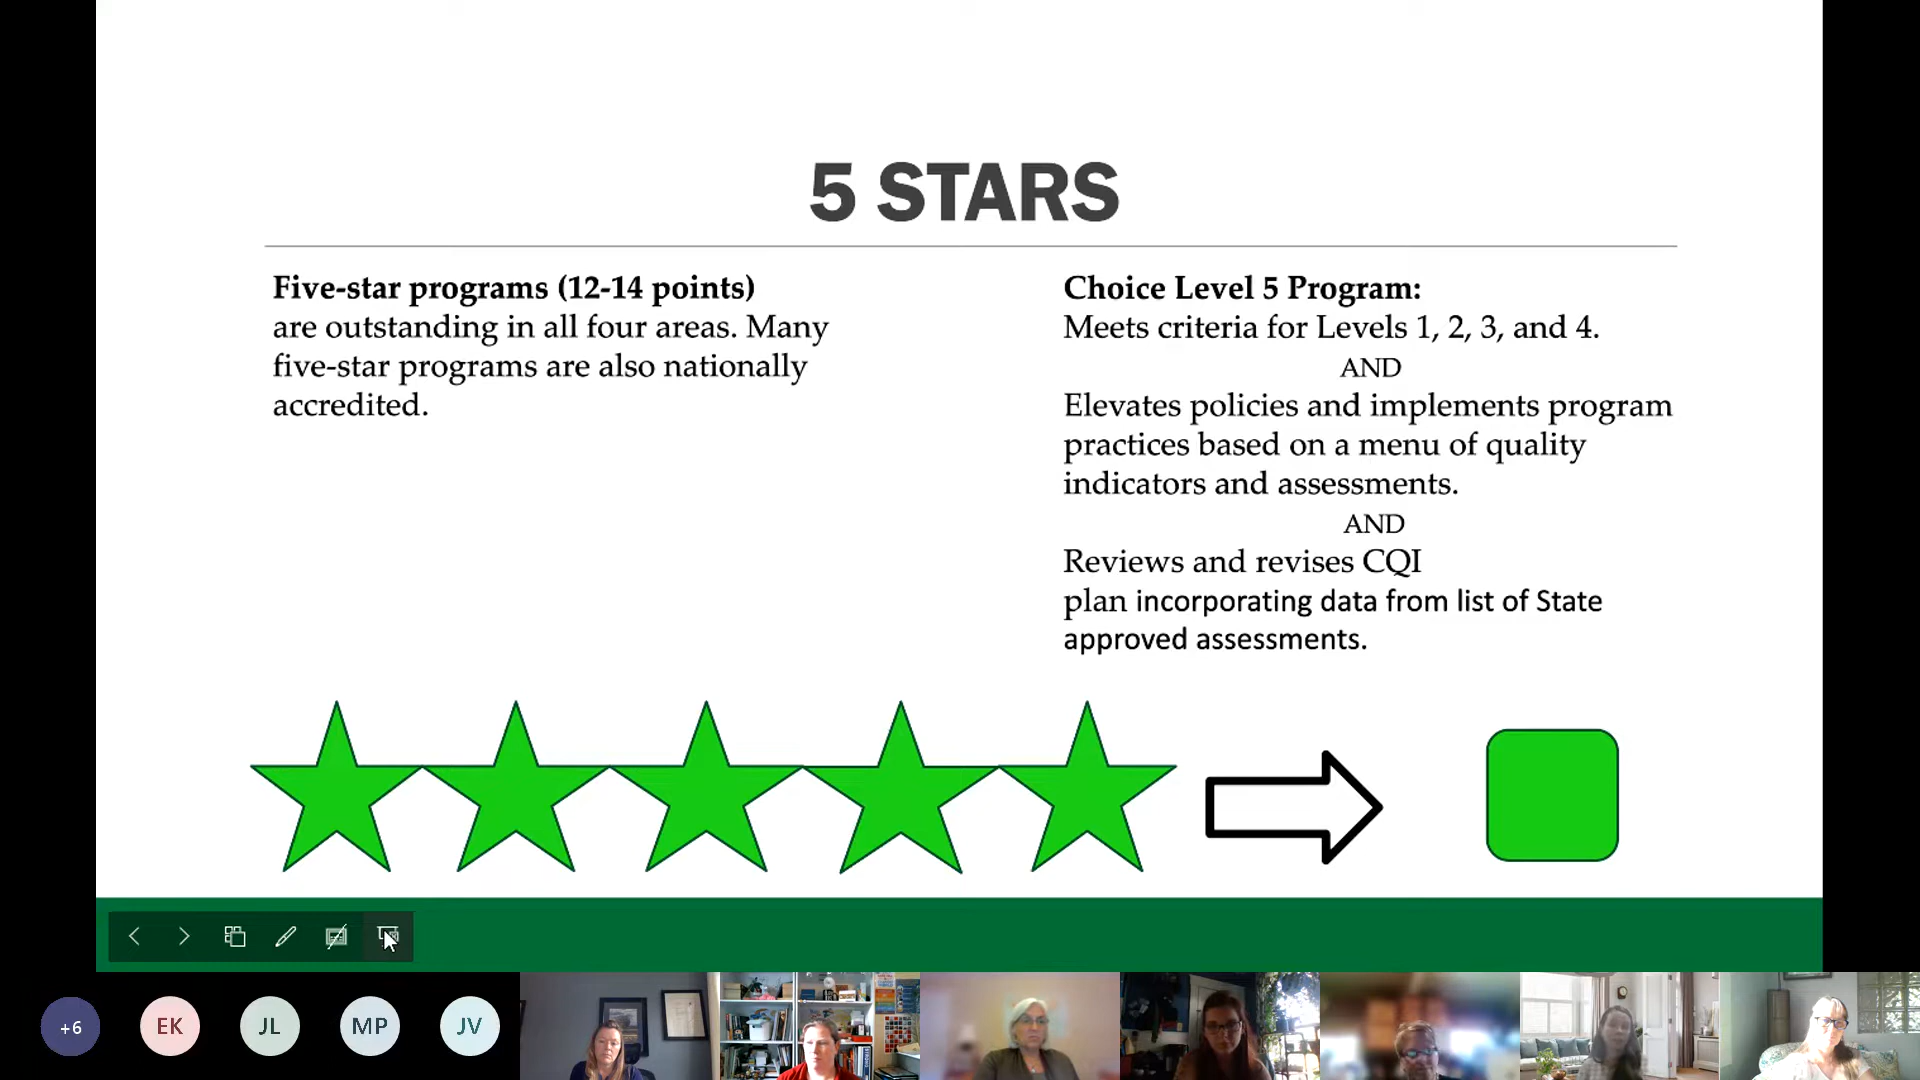 5 STARS
Five-star programs (12-14 points)
are outstanding in all four areas. Many
five-star programs are also nationally
accredited.
Choice Level 5 Program:
Meets criteria for Levels 1, 2, 3, and 4.
AND
Elevates policies and implements program
practices based on a menu of quality
indicators and assessments.
AND
Reviews and revises CQI
plan incorporating data from list of State
approved assessments.
+6
EK
JL
MP
JV